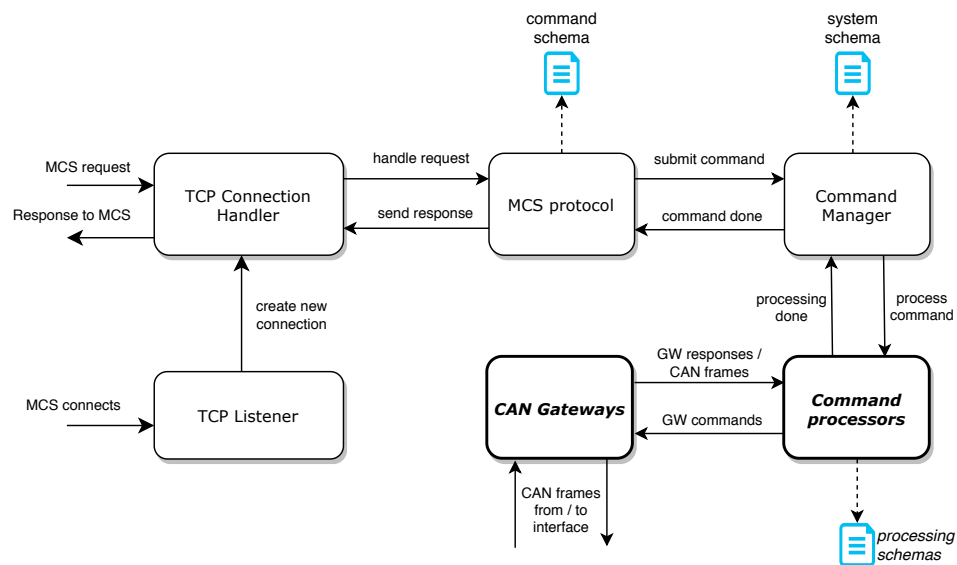 command
schema
system
schema
MCS request
Response to MCS
TCP Connection
Handler
handle request
send response
MCS protocol
submit command
command done
Command
Manager
create new
connection
processing
done
process
command
MCS connects
TCP Listener
CAN Gateways
GW responses /
CAN frames
GW commands
Command
processors
CAN frames
from / to
interface
processing
schemas